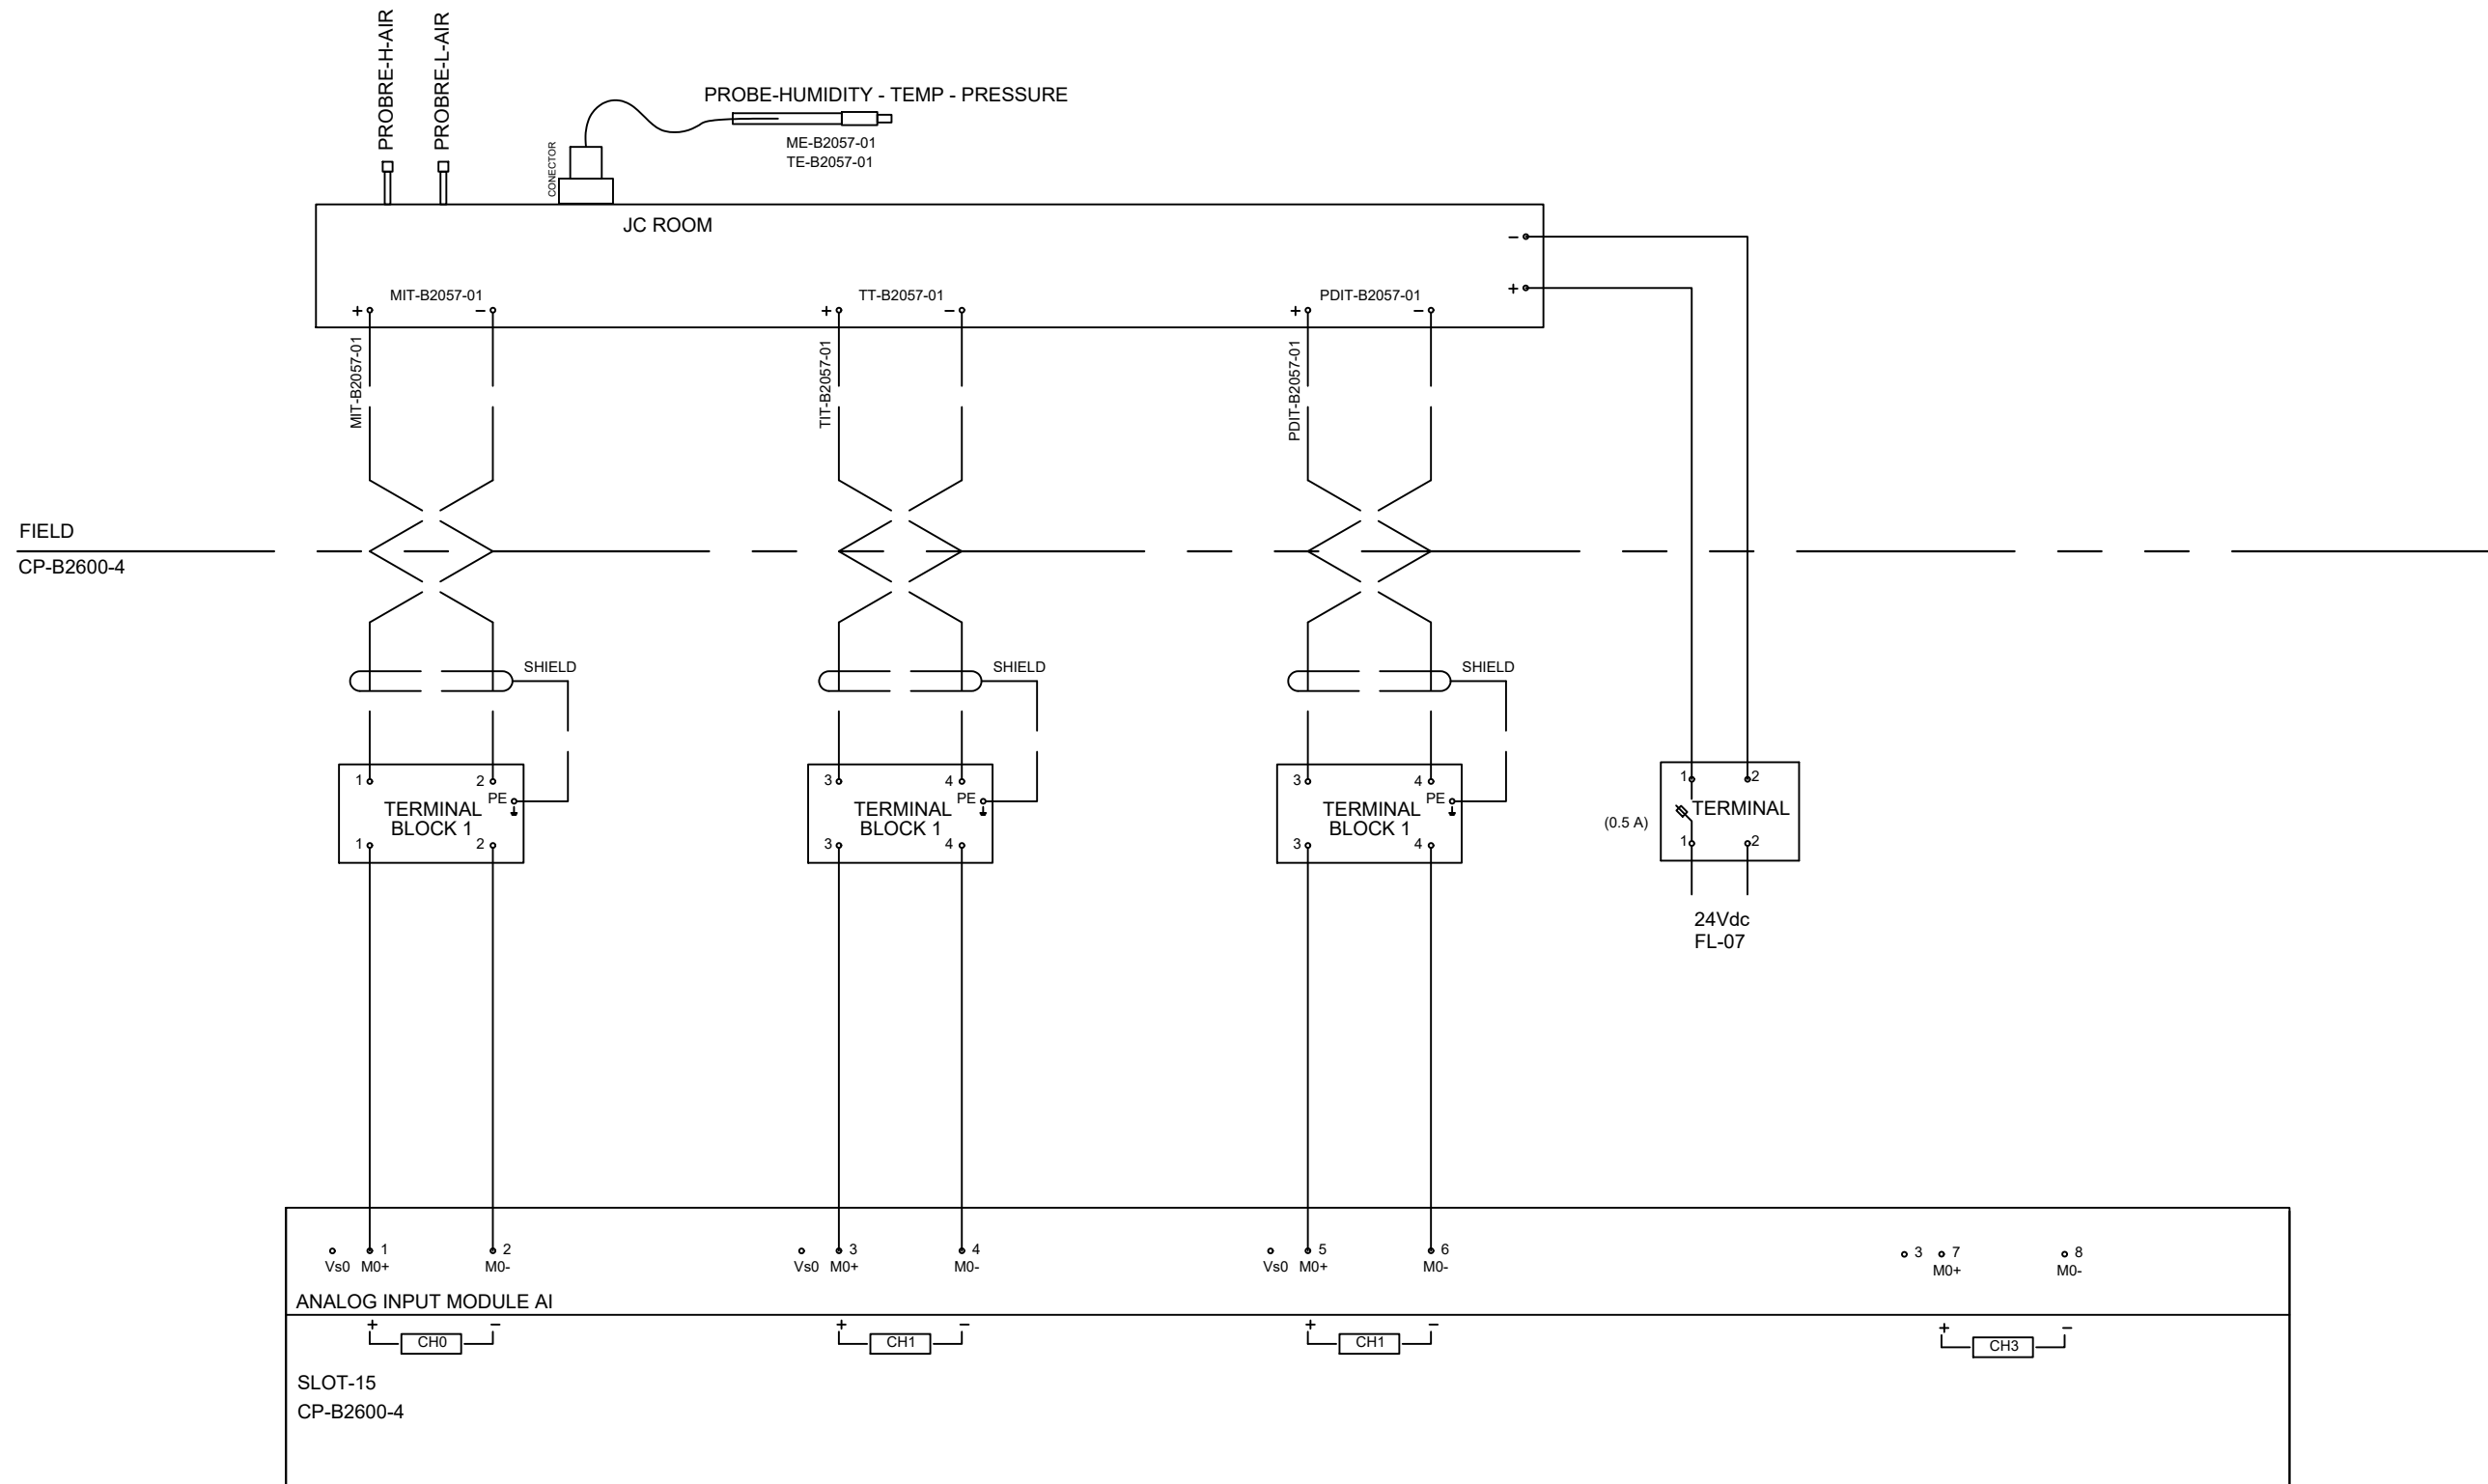 PROBRE-H-AIR
PROBRE-L-AIR
PROBE-HUMIDITY - TEMP - PRESSURE
ME-B2057-01
TE-B2057-01
CONECTOR
JC ROOM
−
+
MIT-B2057-01
TT-B2057-01
PDIT-B2057-01
+ − + − + −
MIT-B2057-01
TIT-B2057-01
PDIT-B2057-01
FIELD
CP-B2600-4
SHIELD
SHIELD
SHIELD
1 2
PE
TERMINAL
BLOCK 1
1 2
3 4
PE
TERMINAL
BLOCK 1
3 4
3 4
PE
TERMINAL
BLOCK 1
3 4
1 2
TERMINAL
(0.5 A)
1 2
24Vdc
FL-07
1 2 3 4 5 6 3 7 8
Vs0 M0+ M0- Vs0 M0+ M0- Vs0 M0+ M0- M0+ M0-
ANALOG INPUT MODULE AI
+ − + − + − + −
CH0 CH1 CH1 CH3
SLOT-15
CP-B2600-4